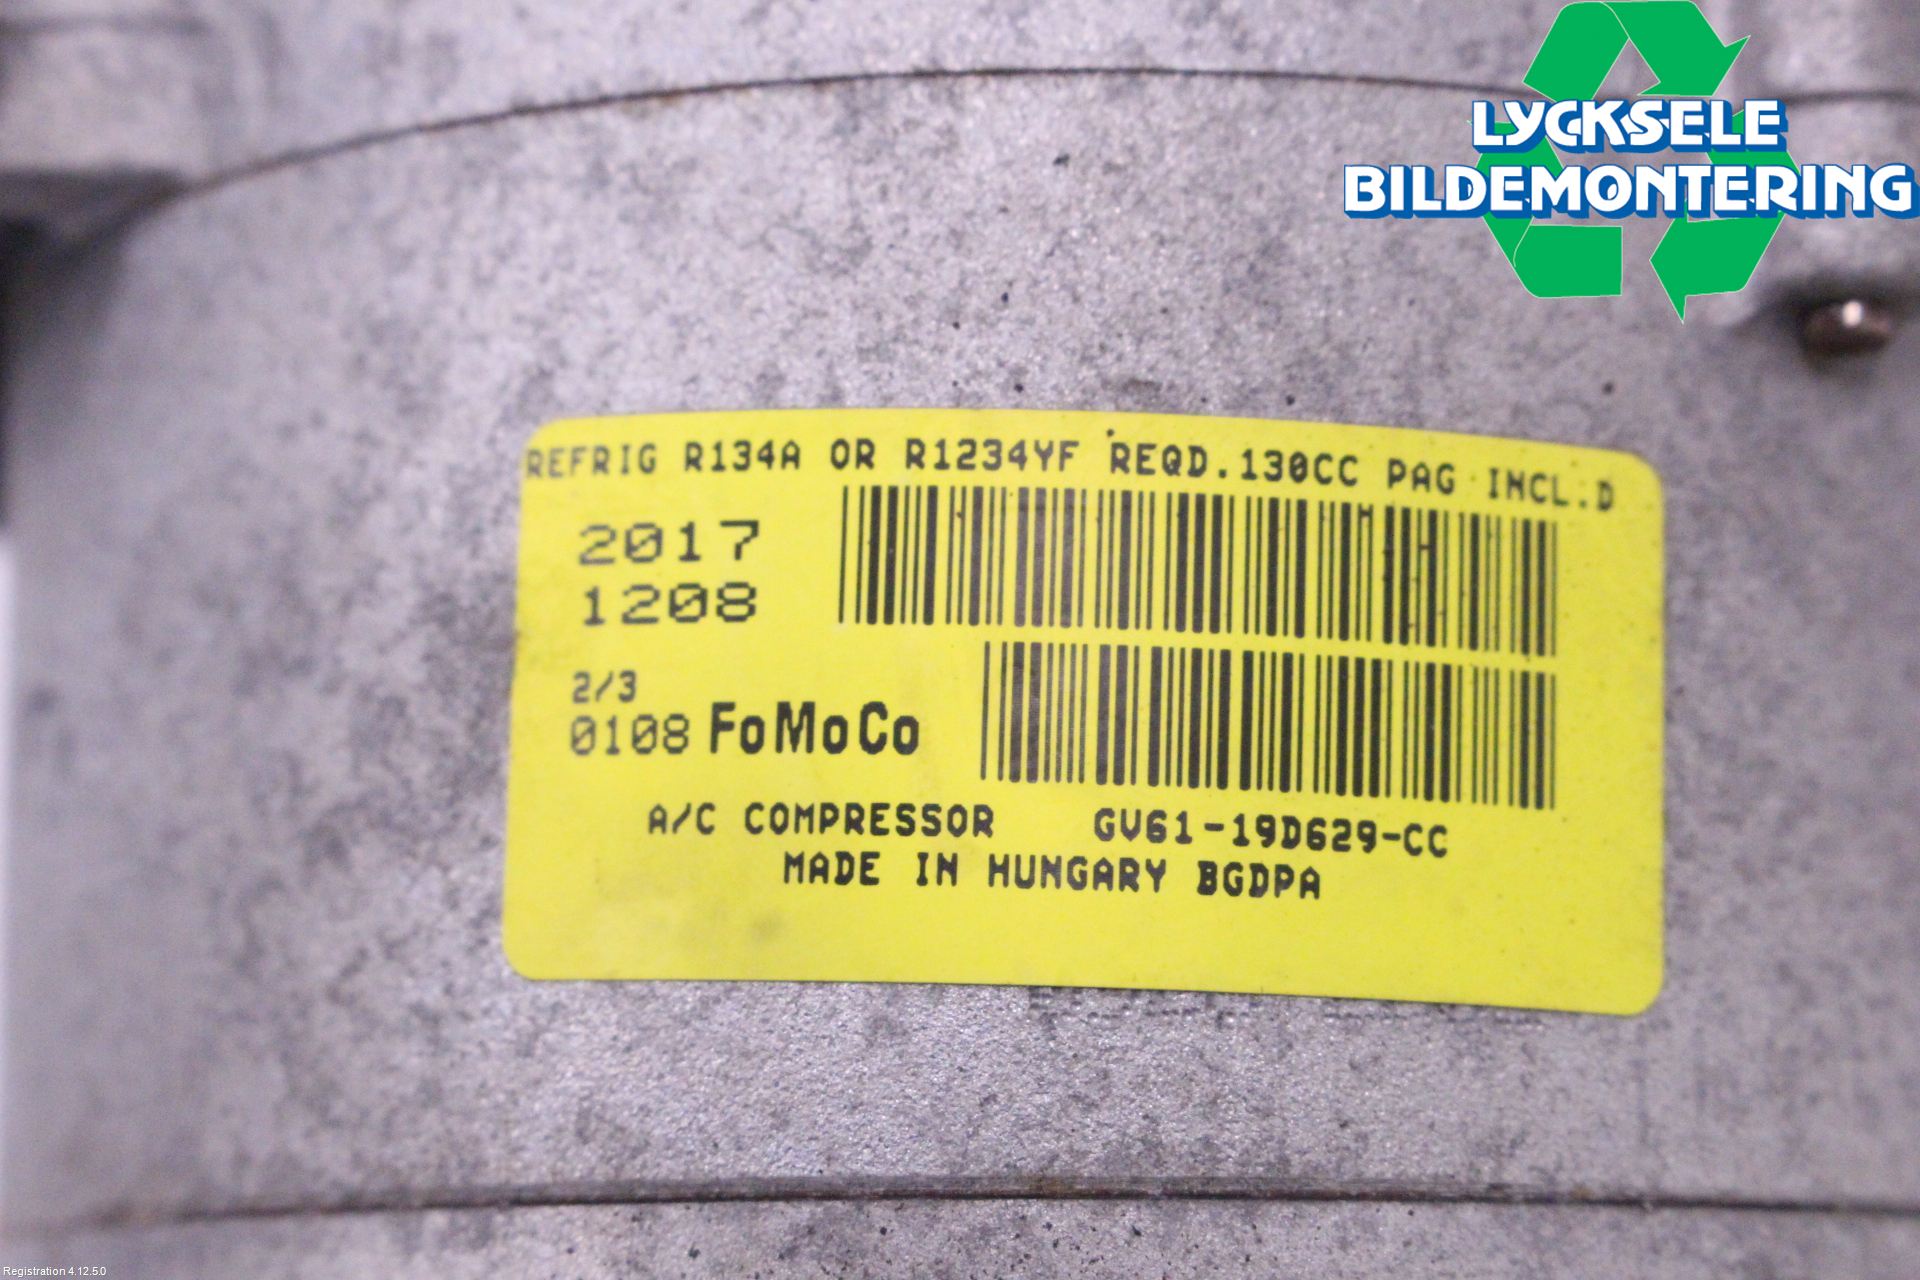 LYCKSELE
BILDEMONTERING
REFRIG R134A OR R1234YF REQD.130CC PAG INCL.D
2017
1208
2/3
0108 FoMoCo
A/C COMPRESSOR GV61-19D629-CC
MADE IN HUNGARY BGDPA
Registration 4.12.5.0